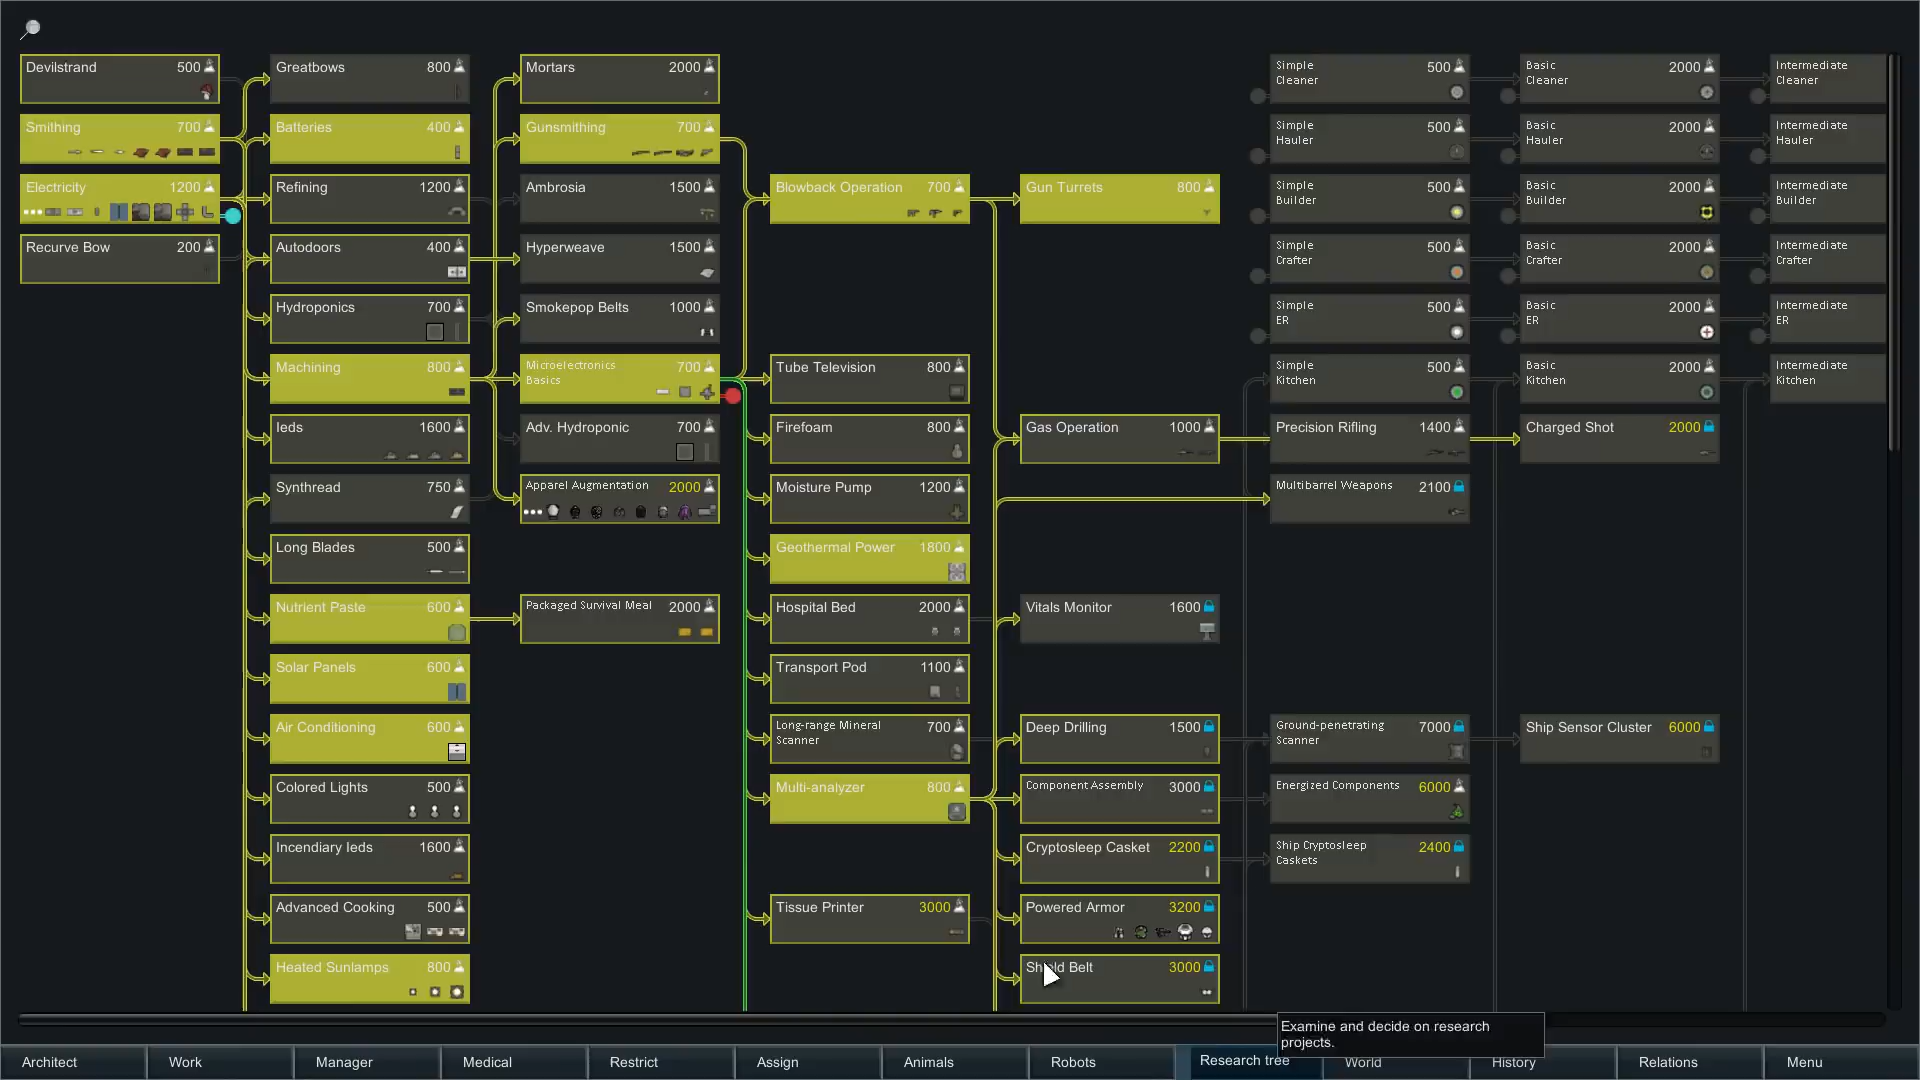 Devilstrand 500
Smithing 700
Electricity 1200
Recurve Bow 200
Greatbows 800
Batteries 400
Refining 1200
Autodoors 400
Hydroponics 700
Machining 800
Ieds 1600
Synthread 750
Long Blades 500
Nutrient Paste 600
Solar Panels 600
Air Conditioning 600
Colored Lights 500
Incendiary Ieds 1600
Advanced Cooking 500
Heated Sunlamps 800
Mortars 2000
Gunsmithing 700
Ambrosia 1500
Hyperweave 1500
Smokepop Belts 1000
Microelectronics 700
Basics
Adv. Hydroponic 700
Apparel Augmentation 2000
Packaged Survival Meal 2000
Blowback Operation 700
Tube Television 800
Firefoam 800
Moisture Pump 1200
Geothermal Power 1800
Hospital Bed 2000
Transport Pod 1100
Long-range Mineral 700
Scanner
Multi-analyzer 800
Tissue Printer 3000
Gun Turrets 800
Gas Operation 1000
Vitals Monitor 1600
Deep Drilling 1500
Component Assembly 3000
Cryptosleep Casket 2200
Powered Armor 3200
Shield Belt 3000
Simple 500
Cleaner
Simple 500
Hauler
Simple 500
Builder
Simple 500
Crafter
Simple 500
ER
Simple 500
Kitchen
Precision Rifling 1400
Multibarrel Weapons 2100
Ground-penetrating 7000
Scanner
Energized Components 6000
Ship Cryptosleep 2400
Caskets
Basic 2000
Cleaner
Basic 2000
Hauler
Basic 2000
Builder
Basic 2000
Crafter
Basic 2000
ER
Basic 2000
Kitchen
Charged Shot 2000
Ship Sensor Cluster 6000
Intermediate
Cleaner
Intermediate
Hauler
Intermediate
Builder
Intermediate
Crafter
Intermediate
ER
Intermediate
Kitchen
Examine and decide on research
projects.
Architect Work Manager Medical Restrict Assign Animals Robots Research tree World History Relations Menu